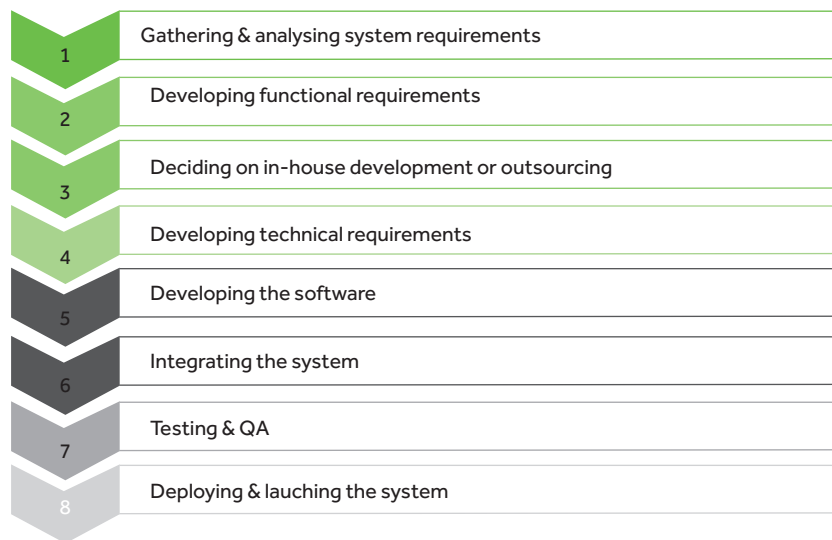 1 Gathering & analysing system requirements
2 Developing functional requirements
3 Deciding on in-house development or outsourcing
4 Developing technical requirements
5 Developing the software
6 Integrating the system
7 Testing & QA
8 Deploying & lauching the system